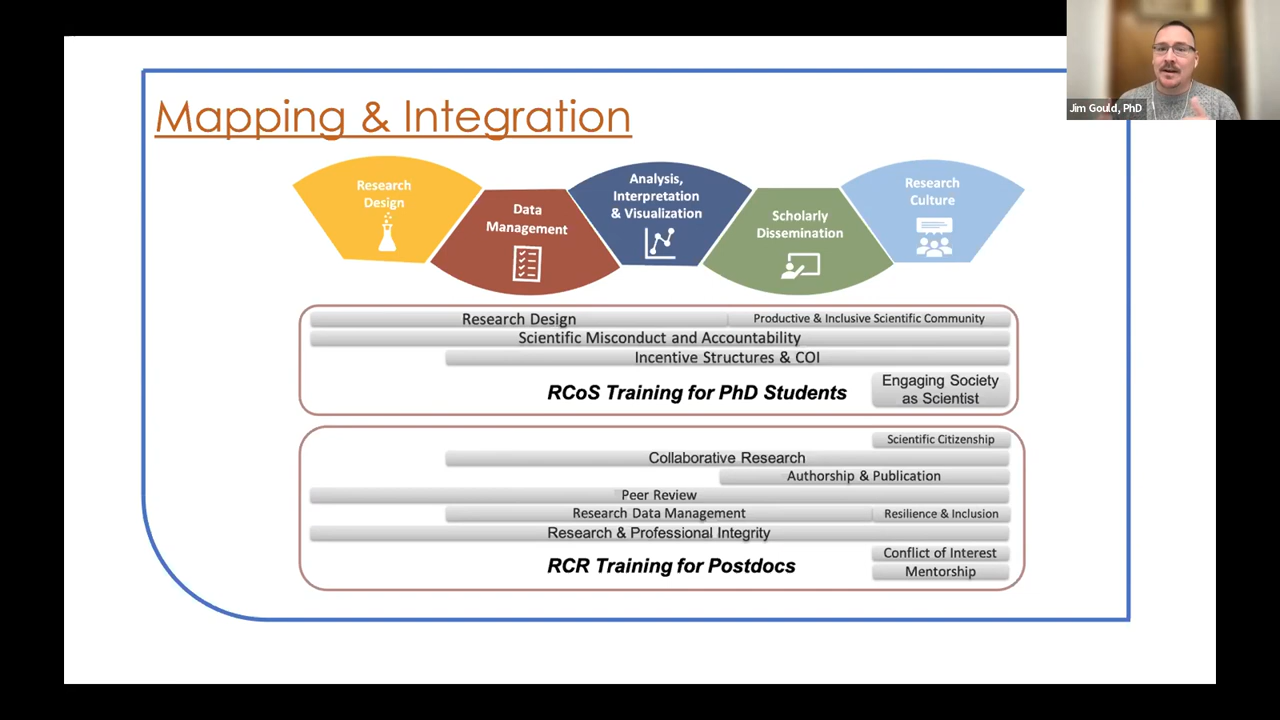 Jim Gould, PhD
Mapping & Integration
Research
Design
Data
Management
Analysis,
Interpretation
& Visualization
Scholarly
Dissemination
Research
Culture
Research Design
Productive & Inclusive Scientific Community
Scientific Misconduct and Accountability
Incentive Structures & COI
RCoS Training for PhD Students
Engaging Society
as Scientist
Scientific Citizenship
Collaborative Research
Authorship & Publication
Peer Review
Research Data Management
Resilience & Inclusion
Research & Professional Integrity
RCR Training for Postdocs
Conflict of Interest
Mentorship